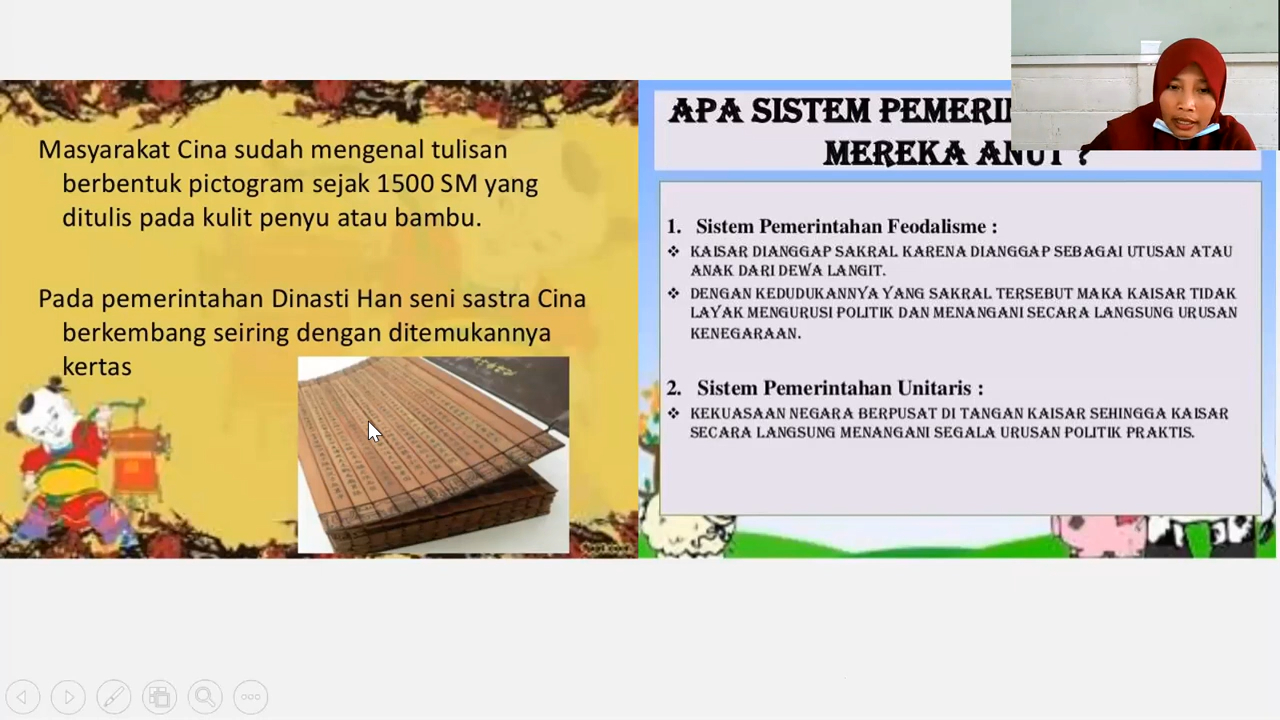 Masyarakat Cina sudah mengenal tulisan
berbentuk pictogram sejak 1500 SM yang
ditulis pada kulit penyu atau bambu.
Pada pemerintahan Dinasti Han seni sastra Cina
berkembang seiring dengan ditemukannya
kertas
APA SISTEM
MEREKA ANUT ?
1. Sistem Pemerintahan Feodalisme :
❖ KAISAR DIANGGAP SAKRAL KARENA DIANGGAP SEBAGAI UTUSAN ATAU
ANAK DARI DEWA LANGIT.
❖ DENGAN KEDUDUKANNYA YANG SAKRAL TERSEBUT MAKA KAISAR TIDAK
LAYAK MENGURUSI POLITIK DAN MENANGANI SECARA LANGSUNG URUSAN
KENEGARAAN.
2. Sistem Pemerintahan Unitaris :
❖ KEKUASAAN NEGARA BERPUSAT DI TANGAN KAISAR SEHINGGA KAISAR
SECARA LANGSUNG MENANGANI SEGALA URUSAN POLITIK PRAKTIS.